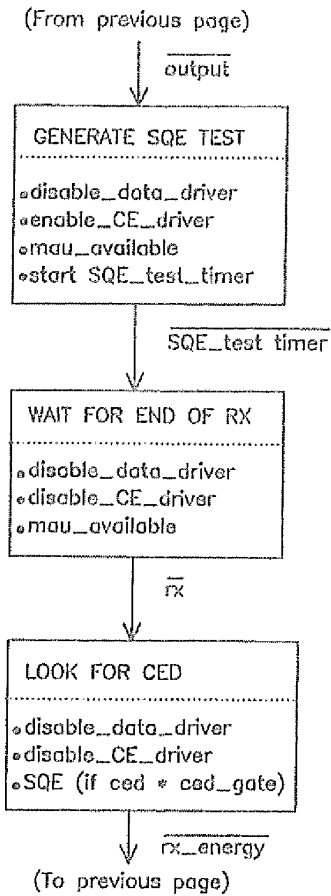 (From previous page)
output
GENERATE SQE TEST
•disable_data_driver
•enable_CE_driver
•mau_available
•start SQE_test_timer
SQE_test timer
WAIT FOR END OF RX
•disable_data_driver
•disable_CE_driver
•mau_available
rx
LOOK FOR CED
•disable_data_driver
•disable_CE_driver
•SQE (if ced * ced_gate)
rx_energy
(To previous page)